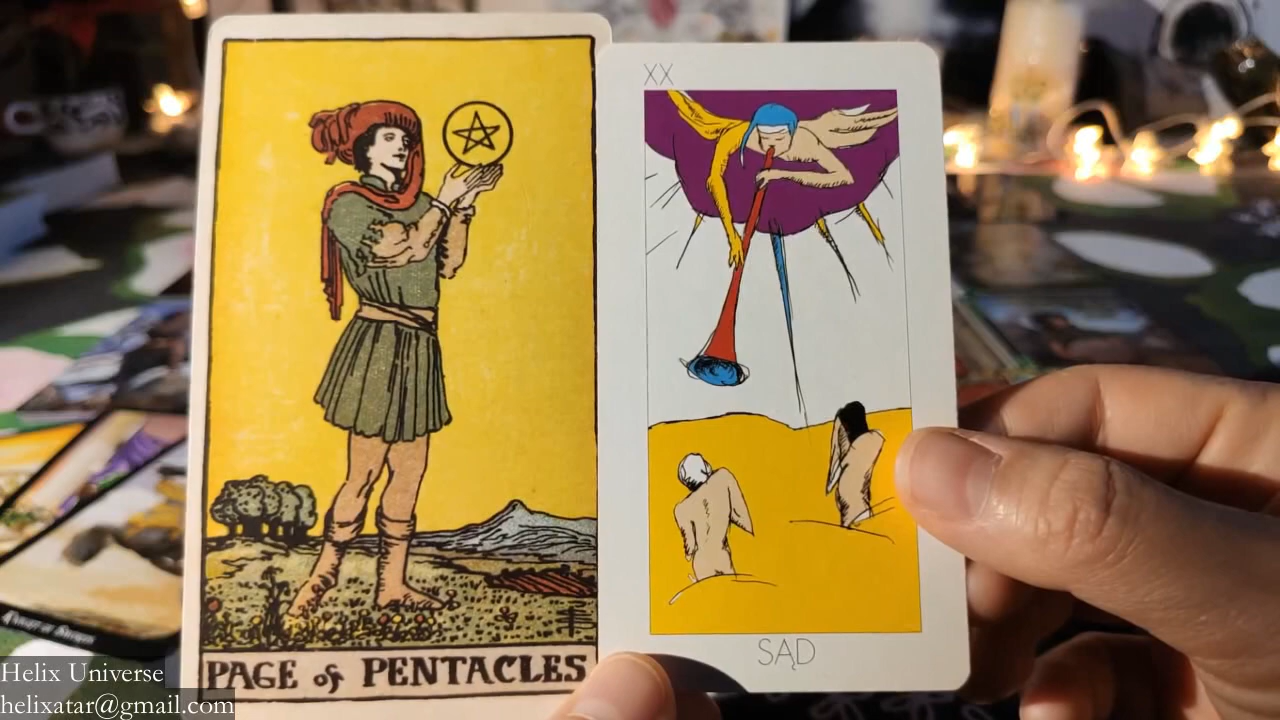 PAGE of PENTACLES
XX
SĄD
Helix Universe
helixatar@gmail.com